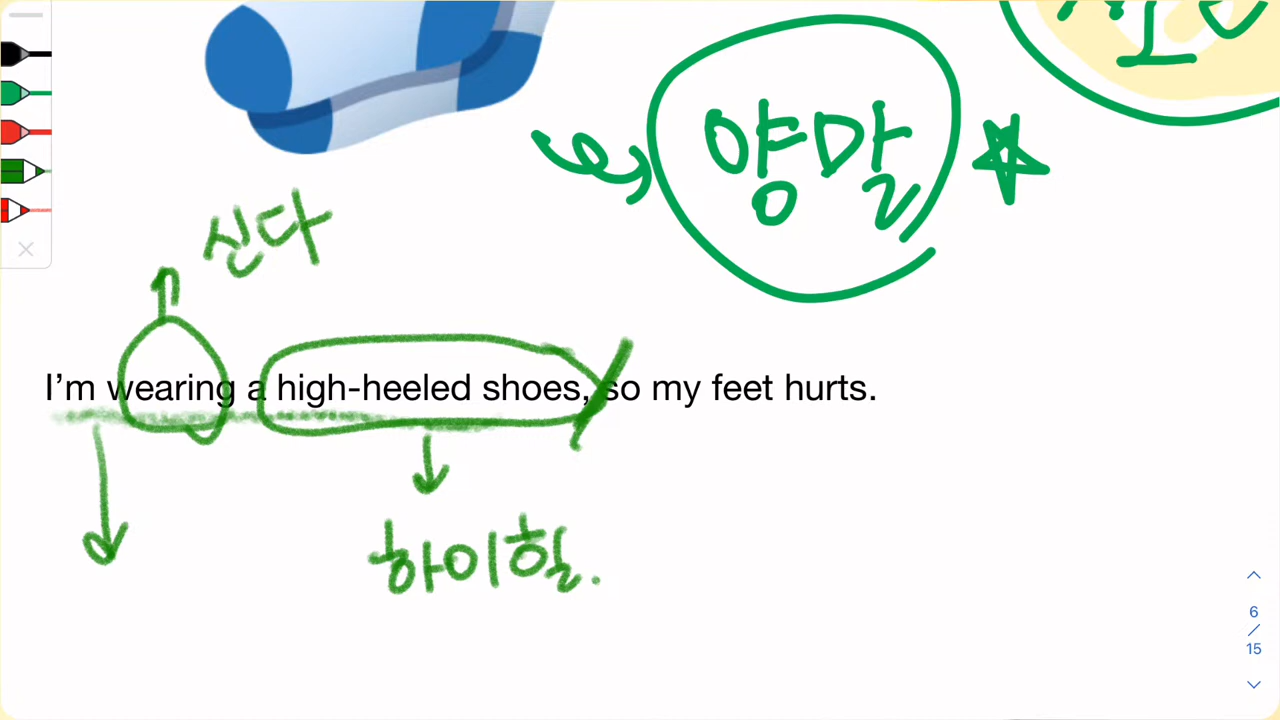 양말
신다
I'm wearing a high-heeled shoes, so my feet hurts.
하이힐.
6
/
15